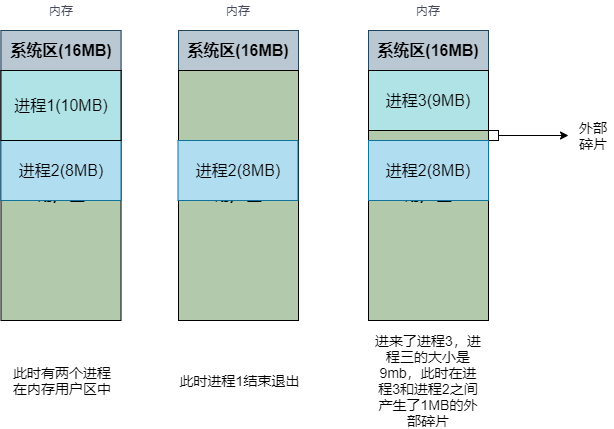 内存
系统区(16MB)
进程1(10MB)
进程2(8MB)
此时有两个进程
在内存用户区中
内存
系统区(16MB)
进程2(8MB)
此时进程1结束退出
内存
系统区(16MB)
进程3(9MB)
进程2(8MB)
外部
碎片
进来了进程3，进
程三的大小是
9mb，此时在进
程3和进程2之间
产生了1MB的外
部碎片